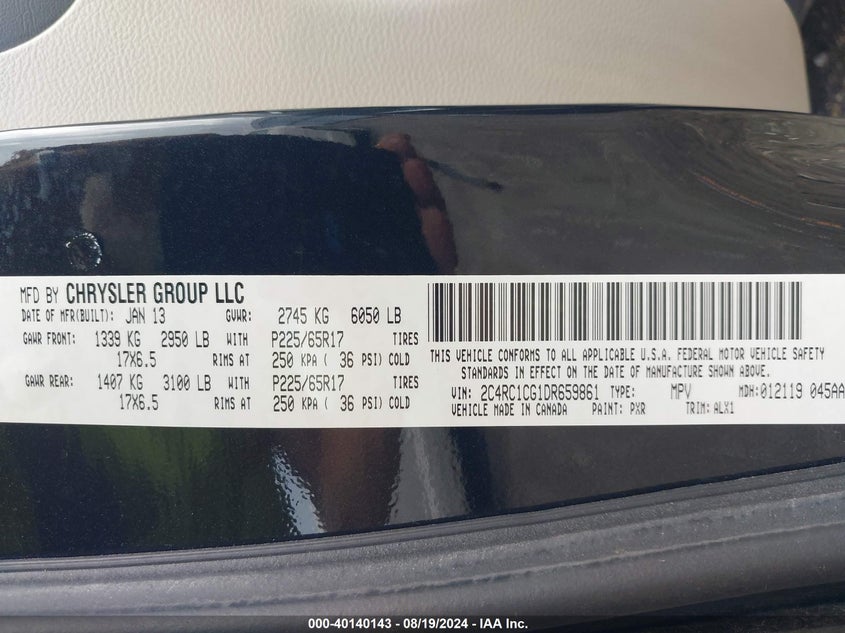 MFD BY CHRYSLER GROUP LLC
DATE OF MFR(BUILT): JAN 13 GVWR: 2745 KG 6050 LB
GAWR FRONT: 1339 KG 2950 LB WITH P225/65R17 TIRES
17X6.5 RIMS AT 250 KPA ( 36 PSI) COLD
GAWR REAR: 1407 KG 3100 LB WITH P225/65R17 TIRES
17X6.5 RIMS AT 250 KPA ( 36 PSI) COLD
THIS VEHICLE CONFORMS TO ALL APPLICABLE U.S.A. FEDERAL MOTOR VEHICLE SAFETY
STANDARDS IN EFFECT ON THE DATE OF MANUFACTURE SHOWN ABOVE.
VIN: 2C4RC1CG1DR659861 TYPE: MPV MDH:012119 045AA
VEHICLE MADE IN CANADA PAINT: PXR TRIM: ALX1
000-40140143 - 08/19/2024 - IAA Inc.